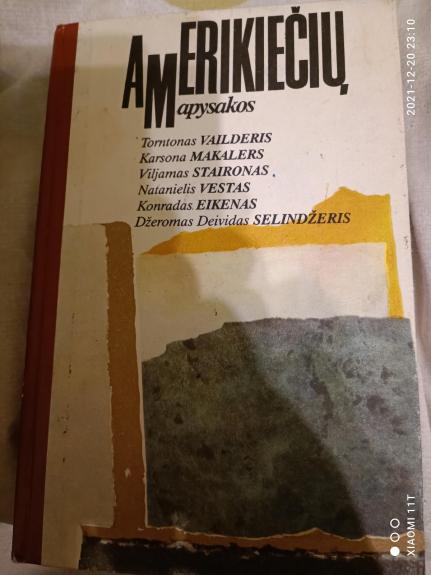 AMERIKIEČIŲ
apysakos
Torntonas VAILDERIS
Karsona MAKALERS
Viljamas STAIRONAS
Natanielis VESTAS
Konradas EIKENAS
Džeromas Deividas SELINDŽERIS
2021-12-20 23:10
XIAOMI 11T